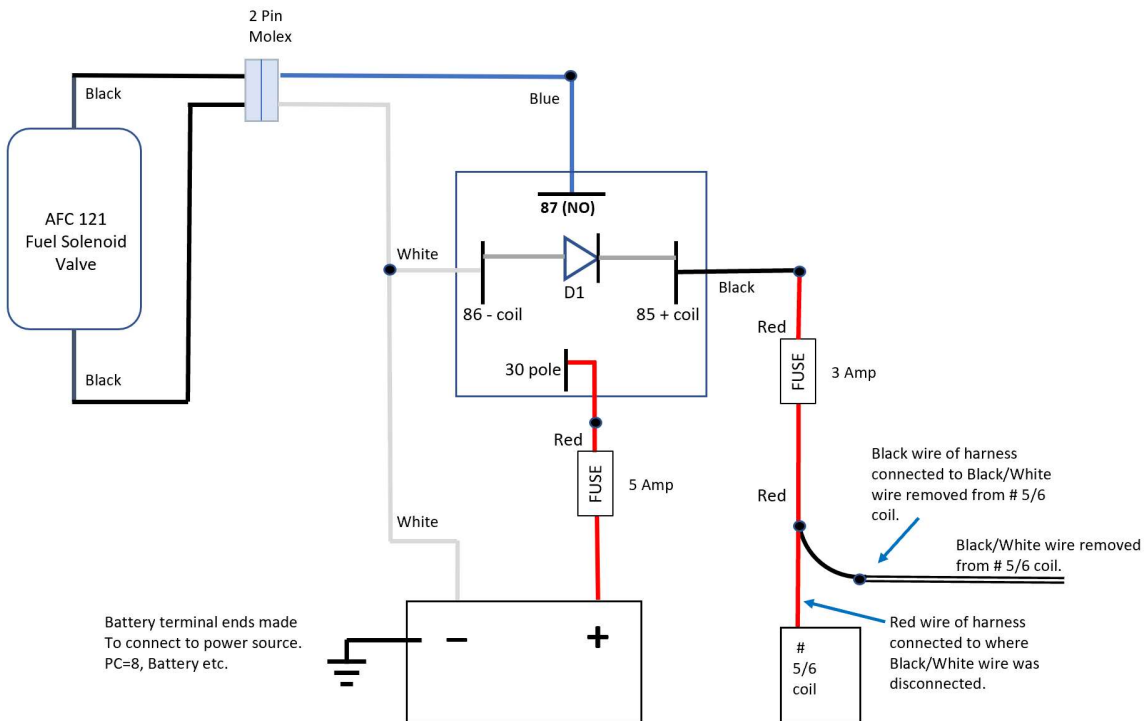 2 Pin
Molex
Black
Blue
AFC 121
Fuel Solenoid
Valve
87 (NO)
White
D1
86 - coil
85 + coil
Black
Red
30 pole
FUSE
3 Amp
Black
Red
FUSE
5 Amp
Red
White
Black wire of harness
connected to Black/White
wire removed from # 5/6
coil.
Black/White wire removed
from # 5/6 coil.
Battery terminal ends made
To connect to power source.
PC=8, Battery etc.
−
+
#
5/6
coil
Red wire of harness
connected to where
Black/White wire was
disconnected.